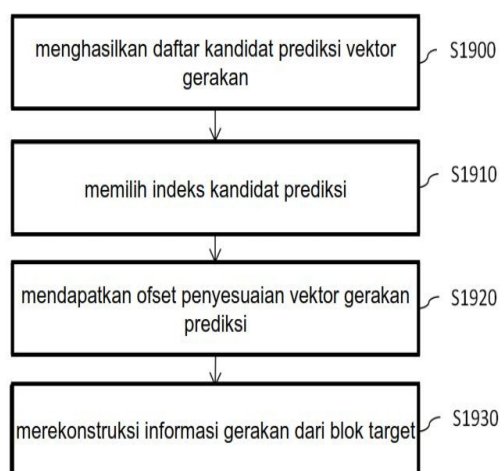 menghasilkan daftar kandidat prediksi vektor
gerakan
S1900
memilih indeks kandidat prediksi
S1910
mendapatkan ofset penyesuaian vektor gerakan
prediksi
S1920
merekonstruksi informasi gerakan dari blok target
S1930